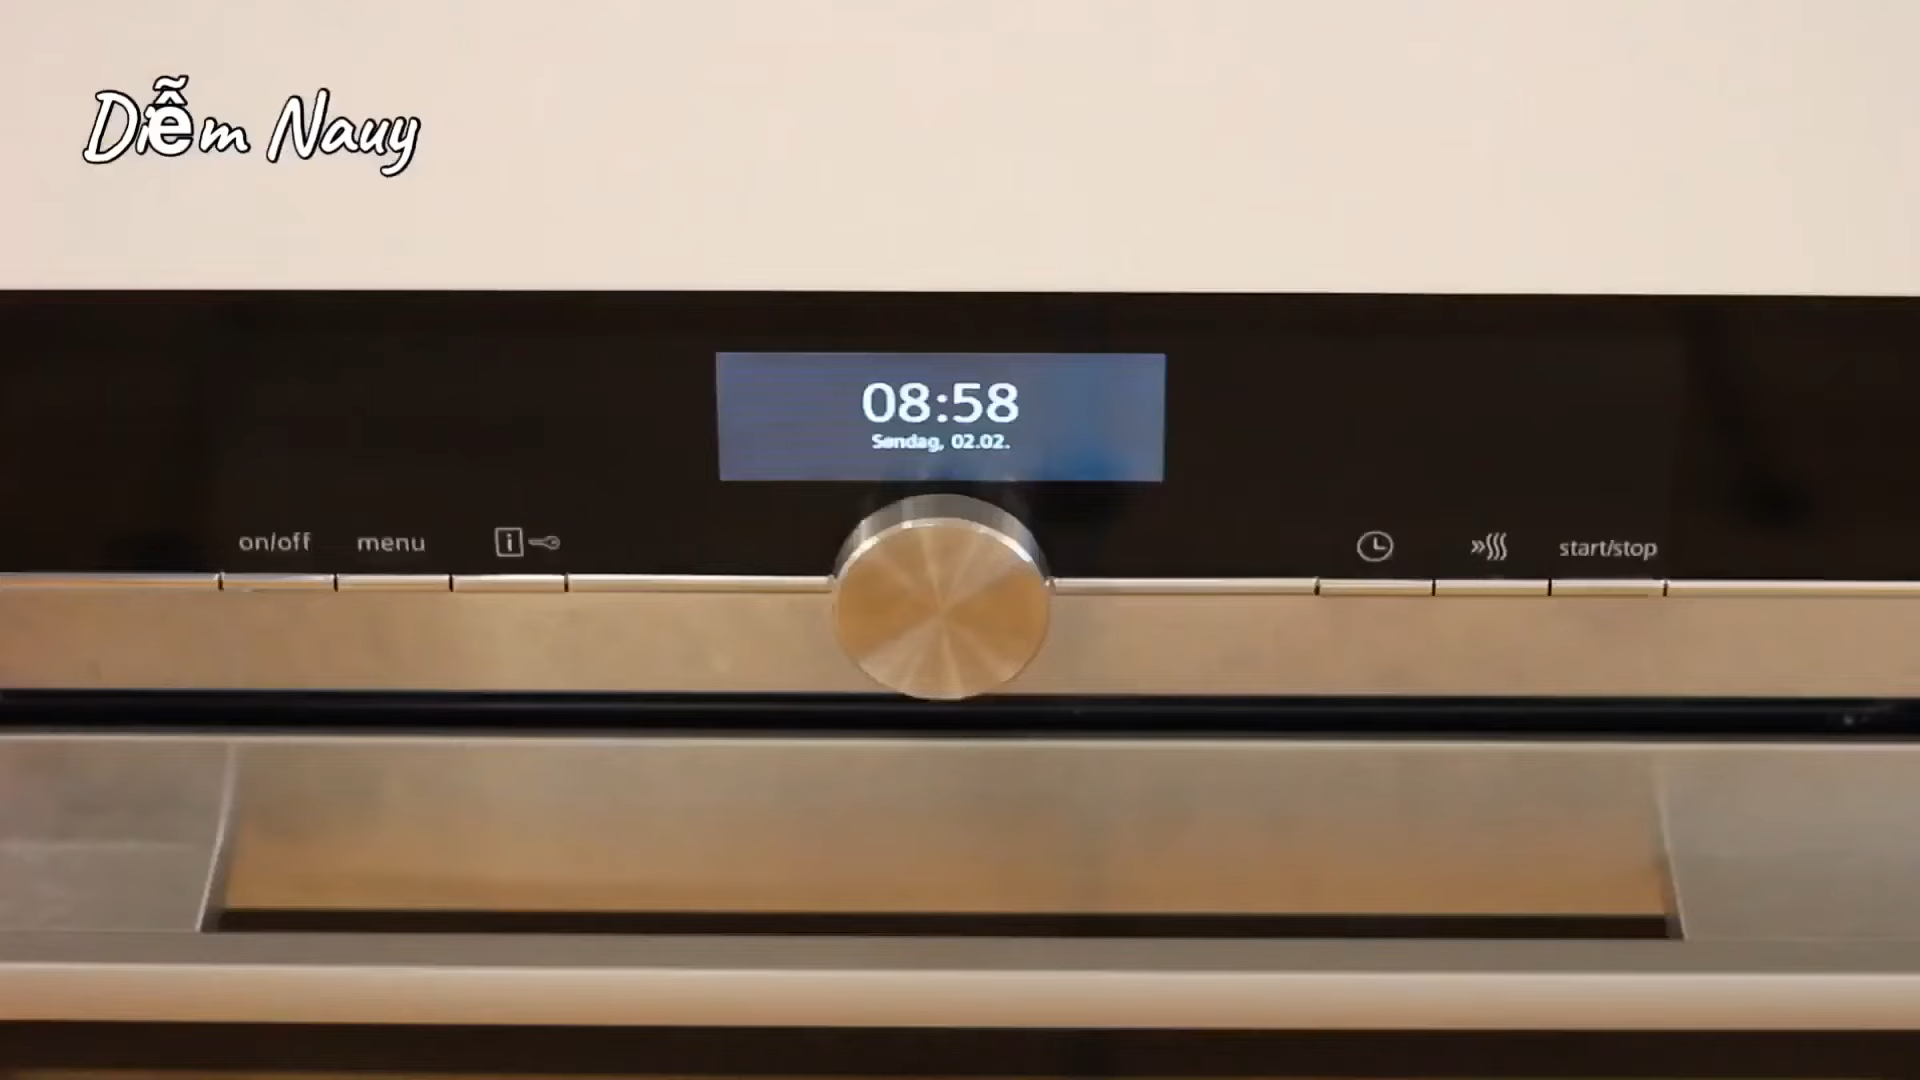 Diễm Nauy
08:58
Søndag, 02.02.
on/off menu i
start/stop